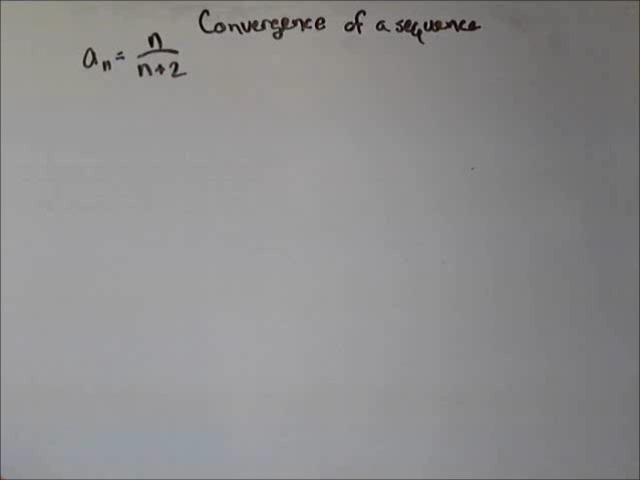 Convergence of a sequence
aₙ = n/(n+2)